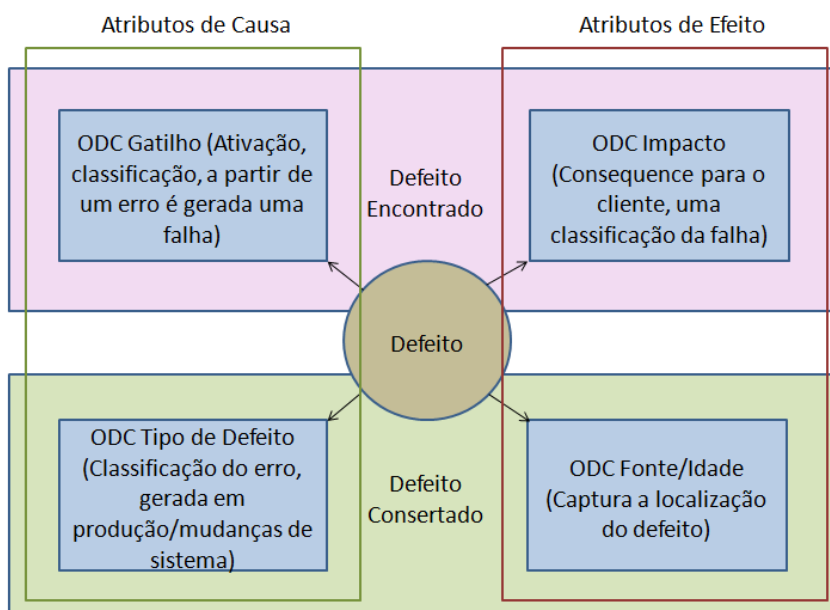 Atributos de Causa
Atributos de Efeito
ODC Gatilho (Ativação,
classificação, a partir de
um erro é gerada uma
falha)
Defeito
Encontrado
ODC Impacto
(Consequence para o
cliente, uma
classificação da falha)
Defeito
ODC Tipo de Defeito
(Classificação do erro,
gerada em
produção/mudanças de
sistema)
Defeito
Consertado
ODC Fonte/Idade
(Captura a localização
do defeito)